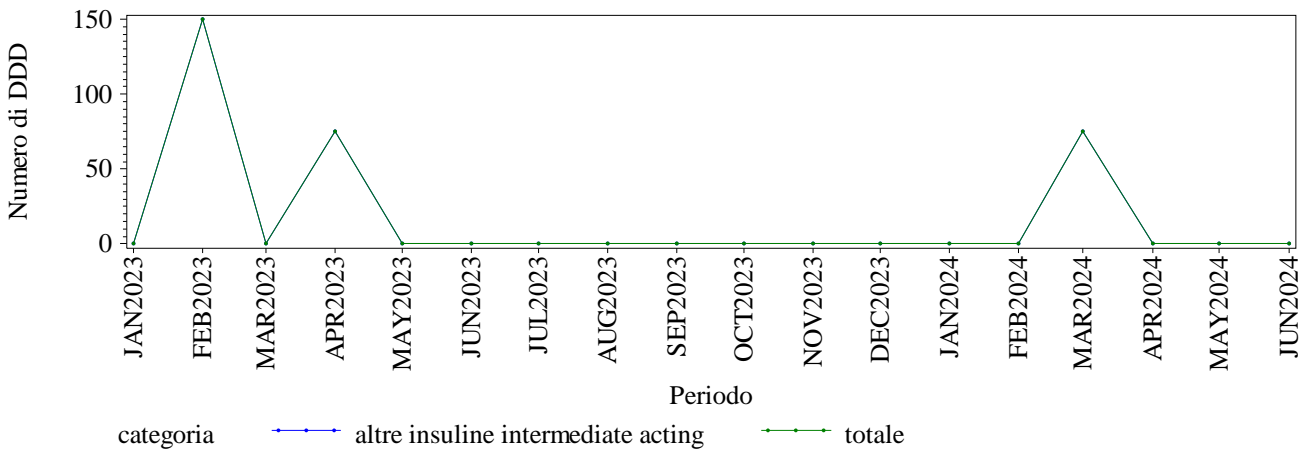 Numero di DDD
150
100
50
0
JAN2023
FEB2023
MAR2023
APR2023
MAY2023
JUN2023
JUL2023
AUG2023
SEP2023
OCT2023
NOV2023
DEC2023
JAN2024
FEB2024
MAR2024
APR2024
MAY2024
JUN2024
Periodo
categoria altre insuline intermediate acting totale